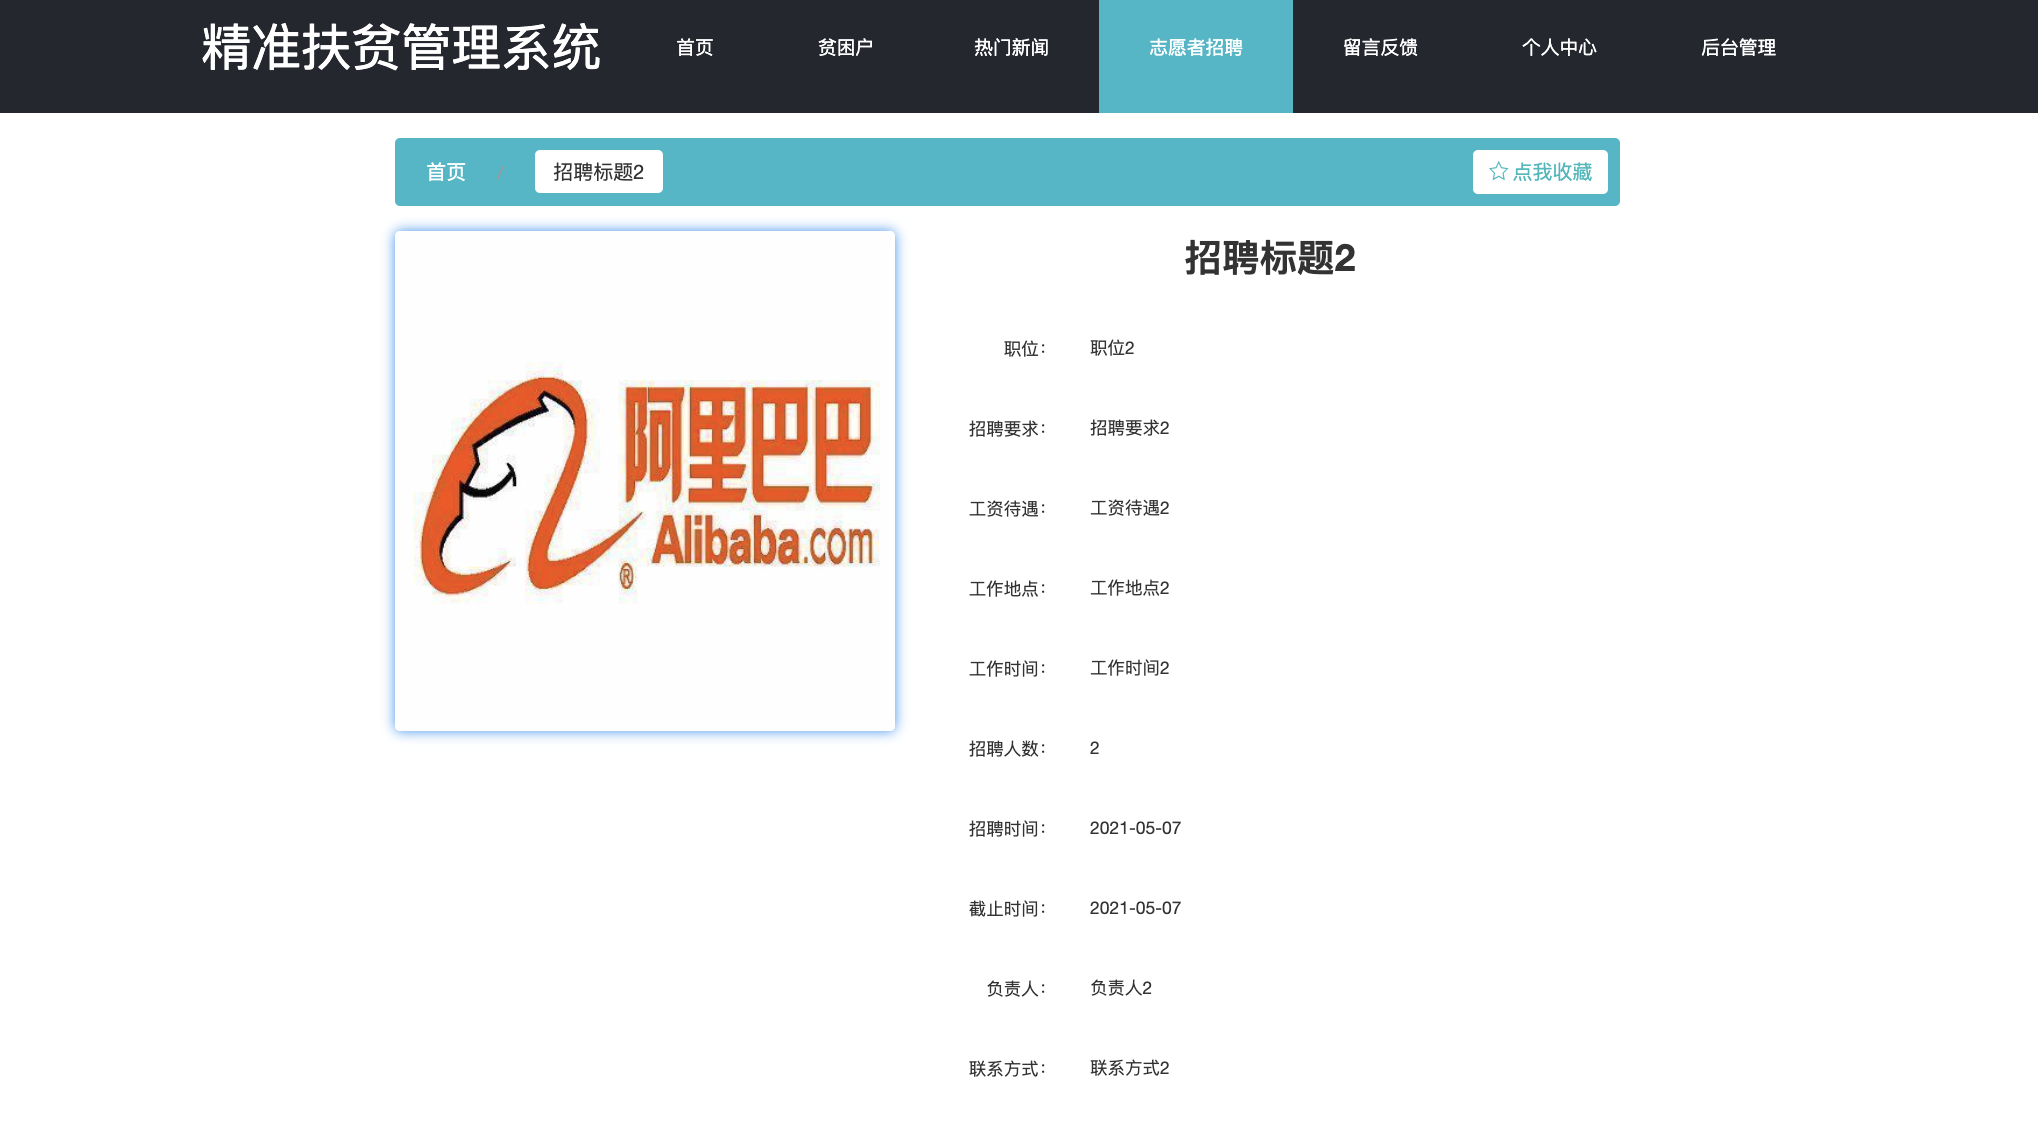 精准扶贫管理系统 首页 贫困户 热门新闻 志愿者招聘 留言反馈 个人中心 后台管理
首页 / 招聘标题2 ☆ 点我收藏
阿里巴巴
Alibaba.com
®
招聘标题2
职位： 职位2
招聘要求： 招聘要求2
工资待遇： 工资待遇2
工作地点： 工作地点2
工作时间： 工作时间2
招聘人数： 2
招聘时间： 2021-05-07
截止时间： 2021-05-07
负责人： 负责人2
联系方式： 联系方式2